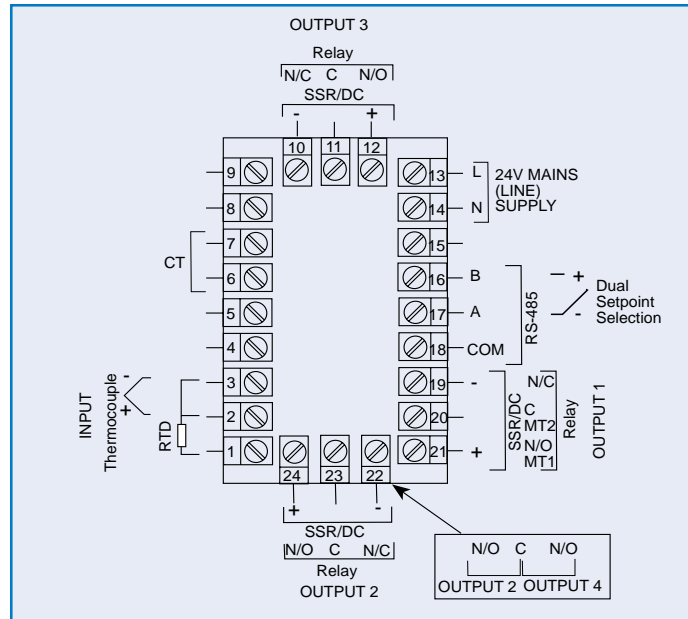 OUTPUT 3
Relay
N/C C N/O
SSR/DC
- +
10 11 12
9
8
7
6
CT
5
4
3
2
1
INPUT
Thermocouple
- +
RTD
13 L
14 N
24V MAINS
(LINE)
SUPPLY
15
16 B
17 A
18 COM
RS-485
+
-
Dual
Setpoint
Selection
19 -
20
21 +
SSR/DC
N/C
C
MT2
N/O
MT1
Relay
OUTPUT 1
24 23 22
+ -
SSR/DC
N/O C N/C
Relay
OUTPUT 2
N/O C N/O
OUTPUT 2 OUTPUT 4